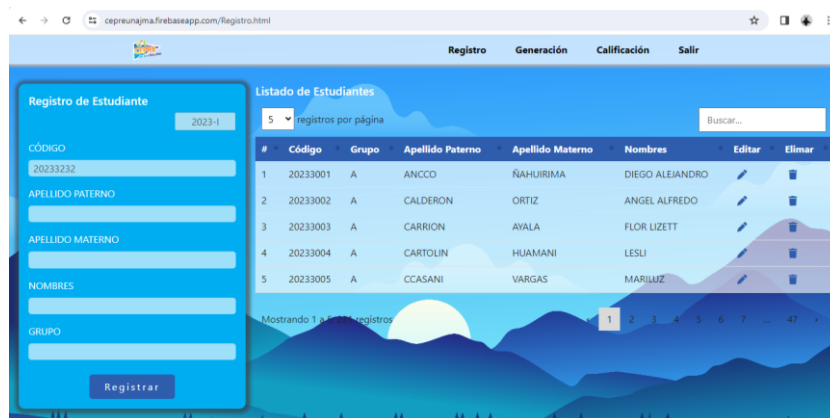 cepreunajma.firebaseapp.com/Registro.html
Registro Generación Calificación Salir
Registro de Estudiante
2023-I
CÓDIGO
20233232
APELLIDO PATERNO
APELLIDO MATERNO
NOMBRES
GRUPO
Registrar
Listado de Estudiantes
5 registros por página
Buscar...
# Código Grupo Apellido Paterno Apellido Materno Nombres Editar Elimar
1 20233001 A ANCCO ÑAHUIRIMA DIEGO ALEJANDRO
2 20233002 A CALDERON ORTIZ ANGEL ALFREDO
3 20233003 A CARRION AYALA FLOR LIZETT
4 20233004 A CARTOLIN HUAMANI LESLI
5 20233005 A CCASANI VARGAS MARILUZ
Mostrando 1 a registros
‹ 1 2 3 4 5 6 7 ... 47 ›